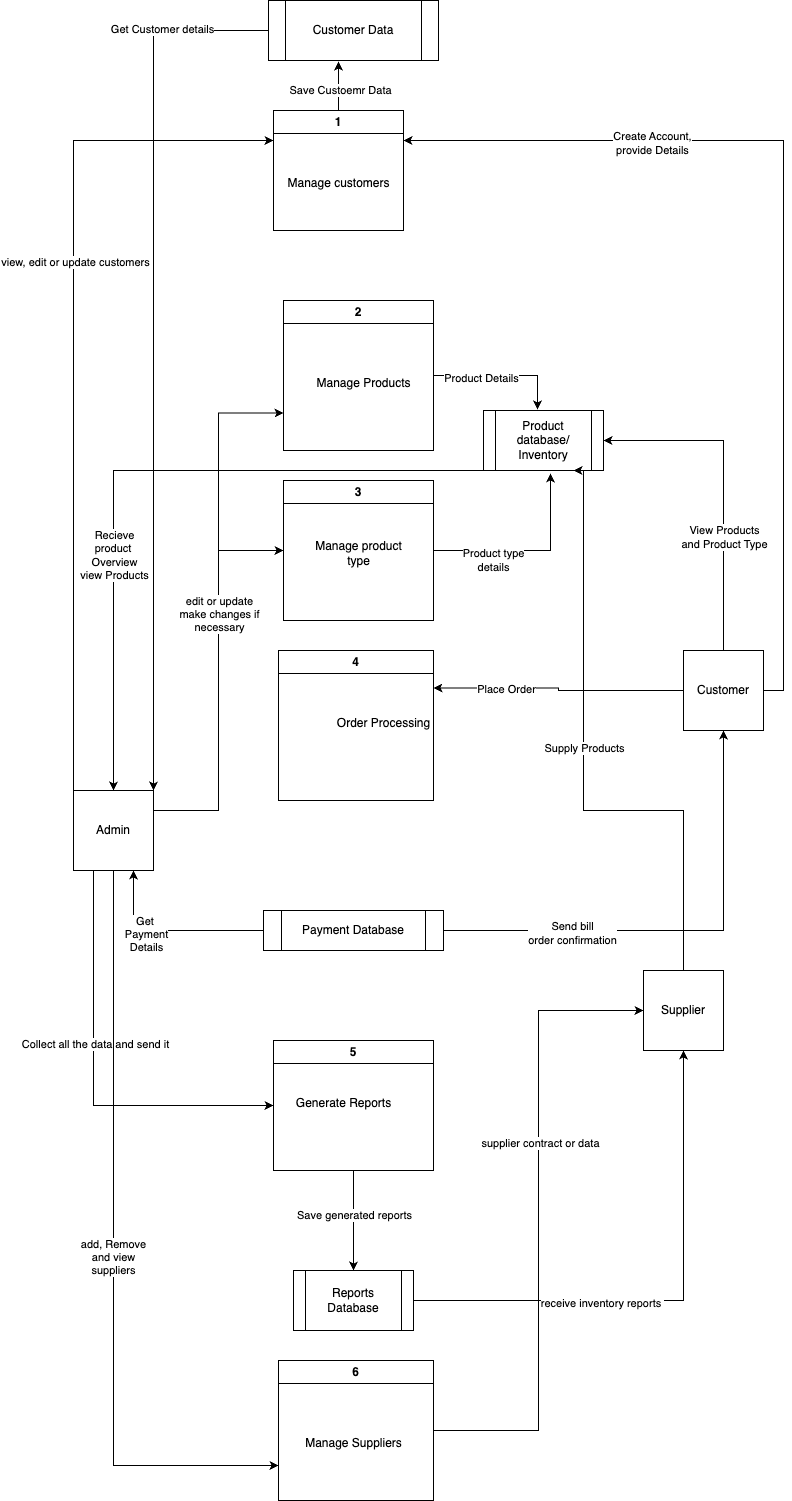 Get Customer details
Customer Data
Save Custoemr Data
1
Manage customers
Create Account,
provide Details
view, edit or update customers
2
Manage Products
Product Details
Product
database/
Inventory
3
Manage product
type
Product type
details
View Products
and Product Type
Recieve
product
Overview
view Products
edit or update
make changes if
necessary
4
Order Processing
Place Order
Customer
Supply Products
Admin
Get
Payment
Details
Payment Database
Send bill
order confirmation
Supplier
Collect all the data and send it
5
Generate Reports
supplier contract or data
Save generated reports
add, Remove
and view
suppliers
Reports
Database
receive inventory reports
6
Manage Suppliers